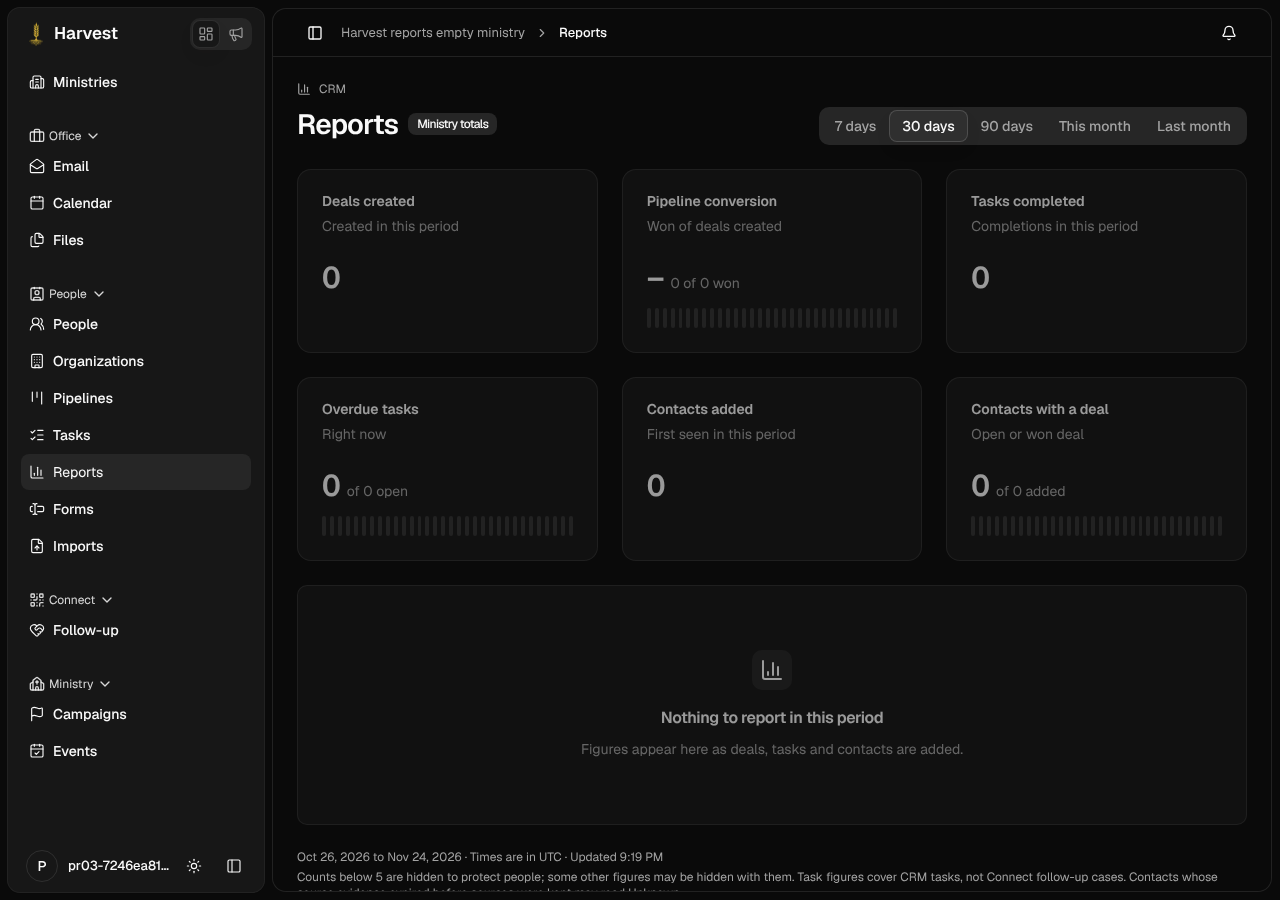 Harvest
Ministries
Office
Email
Calendar
Files
People
People
Organizations
Pipelines
Tasks
Reports
Forms
Imports
Connect
Follow-up
Ministry
Campaigns
Events
P pr03-7246ea81...
Harvest reports empty ministry > Reports
CRM
Reports Ministry totals
7 days 30 days 90 days This month Last month
Deals created
Created in this period
0
Pipeline conversion
Won of deals created
– 0 of 0 won
Tasks completed
Completions in this period
0
Overdue tasks
Right now
0 of 0 open
Contacts added
First seen in this period
0
Contacts with a deal
Open or won deal
0 of 0 added
Nothing to report in this period
Figures appear here as deals, tasks and contacts are added.
Oct 26, 2026 to Nov 24, 2026 · Times are in UTC · Updated 9:19 PM
Counts below 5 are hidden to protect people; some other figures may be hidden with them. Task figures cover CRM tasks, not Connect follow-up cases. Contacts whose